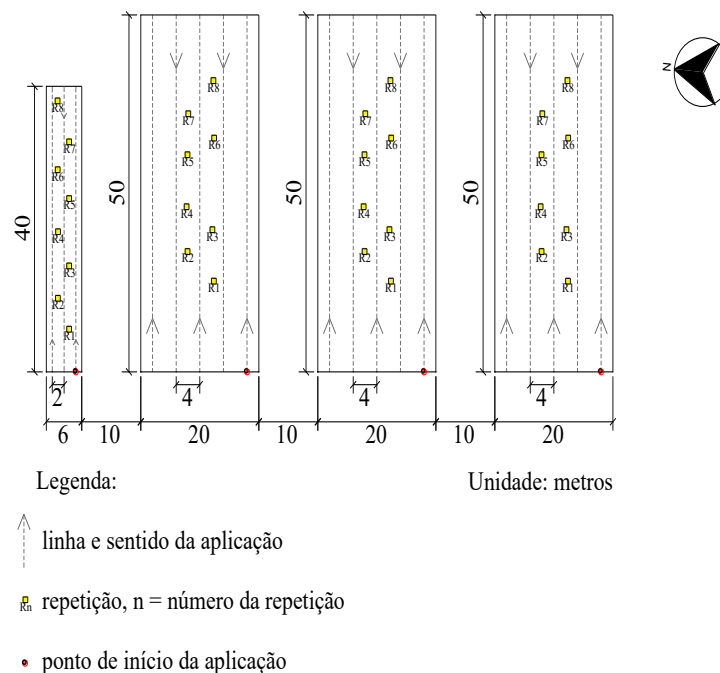 N
R8
R7
R6
R5
R4
R3
R2
R1
40
2
6
10
R8
R7
R6
R5
R4
R3
R2
R1
50
4
20
10
R8
R7
R6
R5
R4
R3
R2
R1
50
4
20
10
R8
R7
R6
R5
R4
R3
R2
R1
50
4
20
Legenda:
Unidade: metros
linha e sentido da aplicação
Rn repetição, n = número da repetição
ponto de início da aplicação